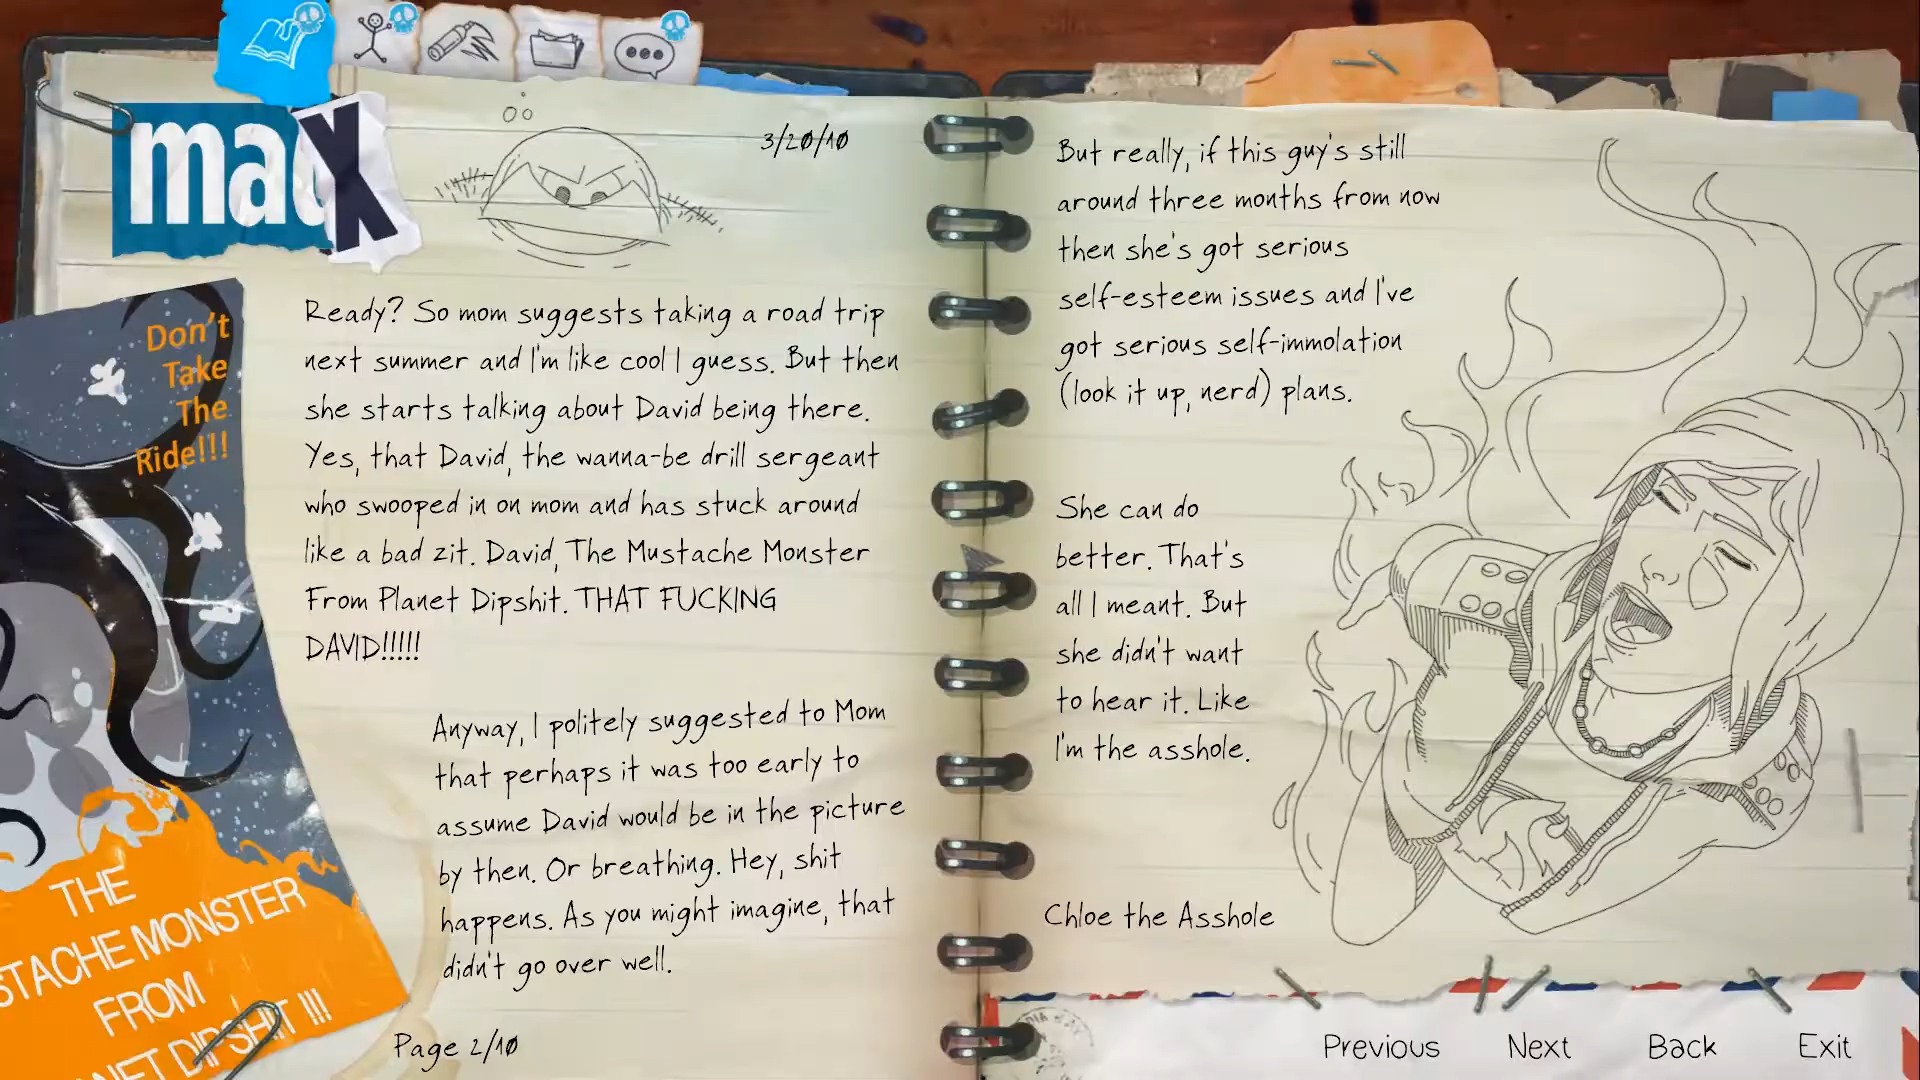 maX
3/20/10
Don't
Take
The
Ride!!!
Ready? So mom suggests taking a road trip
next summer and I'm like cool I guess. But then
she starts talking about David being there.
Yes, that David, the wanna-be drill sergeant
who swooped in on mom and has stuck around
like a bad zit. David, The Mustache Monster
From Planet Dipshit. THAT FUCKING
DAVID!!!!!
Anyway, I politely suggested to Mom
that perhaps it was too early to
assume David would be in the picture
by then. Or breathing. Hey, shit
happens. As you might imagine, that
didn't go over well.
THE
STACHE MONSTER
FROM
NET DIPSHIT !!!
Page 2/10
But really, if this guy's still
around three months from now
then she's got serious
self-esteem issues and I've
got serious self-immolation
(look it up, nerd) plans.
She can do
better. That's
all I meant. But
she didn't want
to hear it. Like
I'm the asshole.
Chloe the Asshole
Previous Next Back Exit